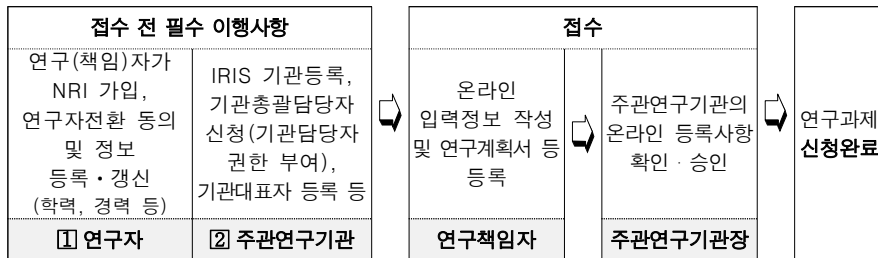 접수 전 필수 이행사항
연구(책임)자가
NRI 가입,
연구자전환 동의
및 정보
등록・갱신
(학력, 경력 등)
① 연구자
IRIS 기관등록,
기관총괄담당자
신청(기관담당자
권한 부여),
기관대표자 등록 등
② 주관연구기관
접수
온라인
입력정보 작성
및 연구계획서 등
등록
연구책임자
주관연구기관의
온라인 등록사항
확인 · 승인
주관연구기관장
연구과제
신청완료